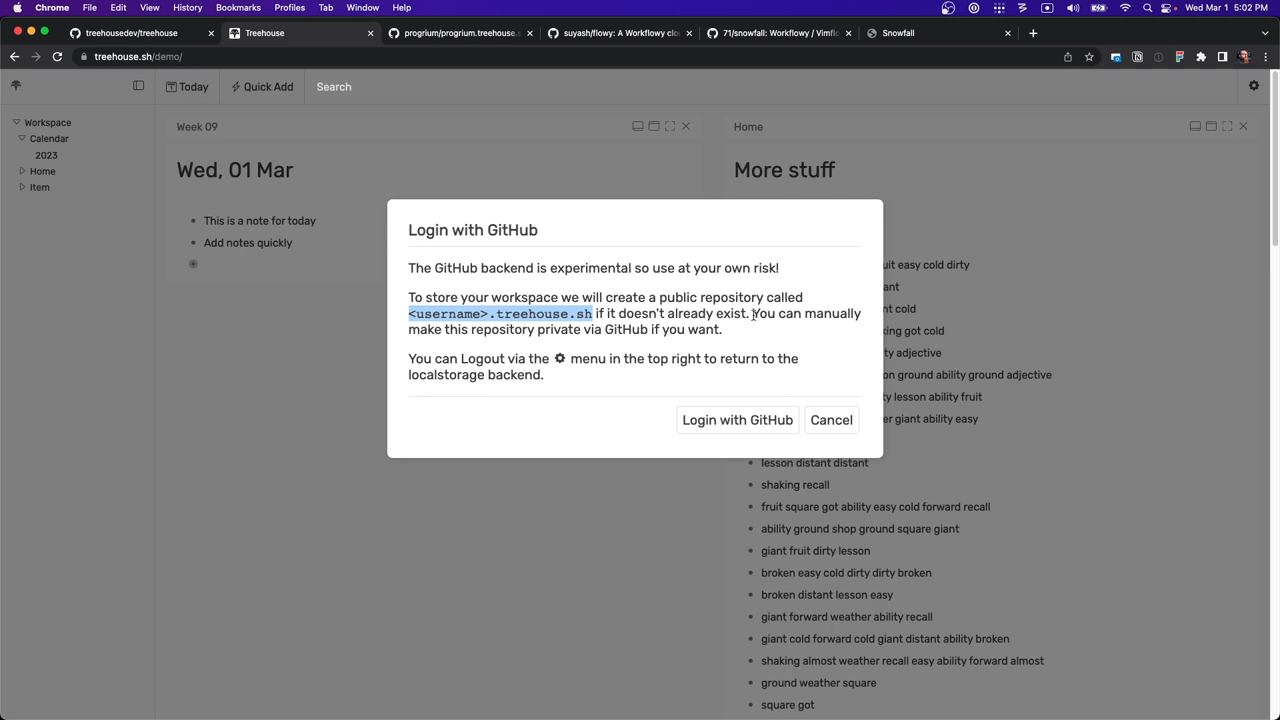 Chrome File Edit View History Bookmarks Profiles Tab Window Help Wed Mar 1 5:02 PM
treehousedev/treehouse Treehouse progrium/progrium.treehouse.s suyash/flowy: A Workflowy clo 71/snowfall: Workflowy / Vimflo Snowfall
treehouse.sh/demo/
Today Quick Add Search
Workspace
Calendar
2023
Home
Item
Week 09
Wed, 01 Mar
This is a note for today
Add notes quickly
Home
More stuff
Login with GitHub
The GitHub backend is experimental so use at your own risk!
To store your workspace we will create a public repository called
<username>.treehouse.sh if it doesn't already exist. You can manually
make this repository private via GitHub if you want.
You can Logout via the menu in the top right to return to the
localstorage backend.
Login with GitHub Cancel
uit easy cold dirty
ant
nt cold
king got cold
ty adjective
on ground ability ground adjective
ty lesson ability fruit
er giant ability easy
lesson distant distant
shaking recall
fruit square got ability easy cold forward recall
ability ground shop ground square giant
giant fruit dirty lesson
broken easy cold dirty dirty broken
broken distant lesson easy
giant forward weather ability recall
giant cold forward cold giant distant ability broken
shaking almost weather recall easy ability forward almost
ground weather square
square got